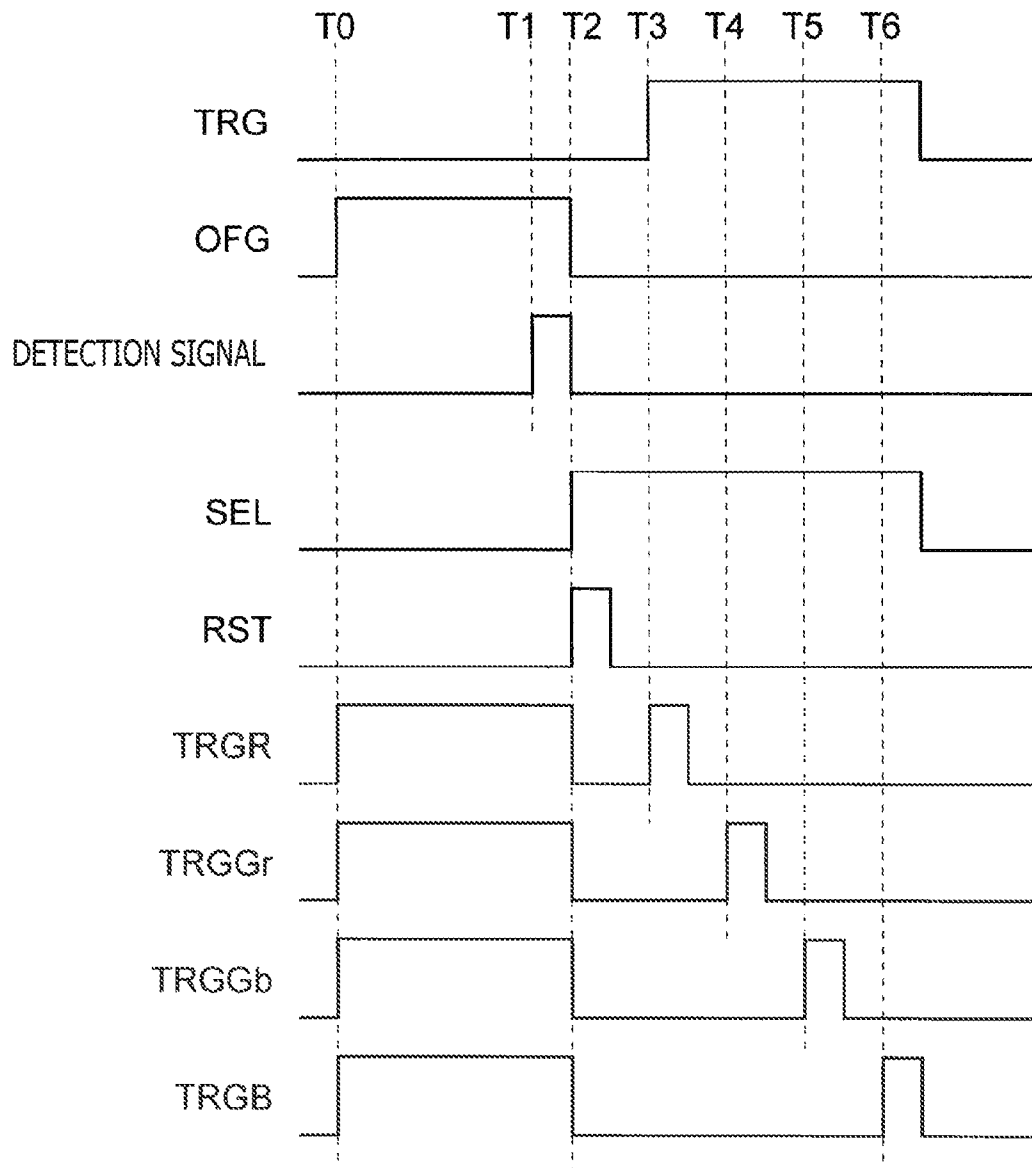 T0 T1 T2 T3 T4 T5 T6
TRG
OFG
DETECTION SIGNAL
SEL
RST
TRGR
TRGGr
TRGGb
TRGB